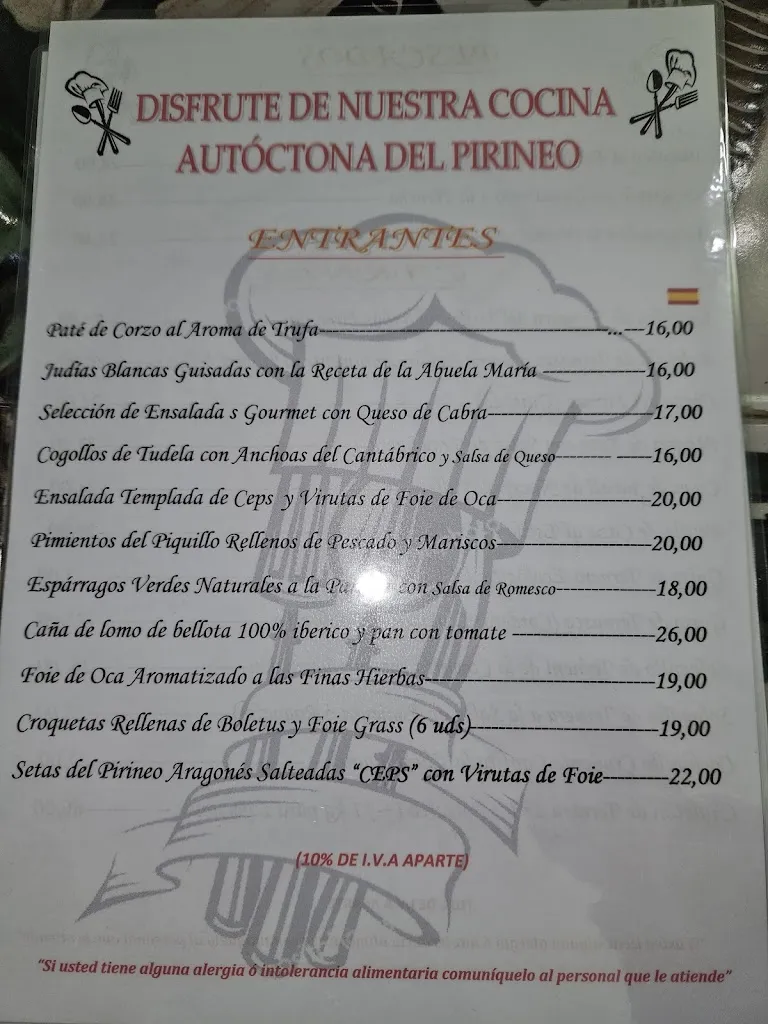 DISFRUTE DE NUESTRA COCINA
AUTÓCTONA DEL PIRINEO
ENTRANTES
Paté de Corzo al Aroma de Trufa-----...---16,00
Judías Blancas Guisadas con la Receta de la Abuela María -----16,00
Selección de Ensalada s Gourmet con Queso de Cabra-----17,00
Cogollos de Tudela con Anchoas del Cantábrico y Salsa de Queso----- -----16,00
Ensalada Templada de Ceps y Virutas de Foie de Oca-----20,00
Pimientos del Piquillo Rellenos de Pescado y Mariscos-----20,00
Espárragos Verdes Naturales a la con Salsa de Romesco-----18,00
Caña de lomo de bellota 100% iberico y pan con tomate -----26,00
Foie de Oca Aromatizado a las Finas Hierbas-----19,00
Croquetas Rellenas de Boletus y Foie Grass (6 uds)-----19,00
Setas del Pirineo Aragonés Salteadas "CEPS" con Virutas de Foie-----22,00
(10% DE I.V.A APARTE)
"Si usted tiene alguna alergia ó intolerancia alimentaria comuníquelo al personal que le atiende"